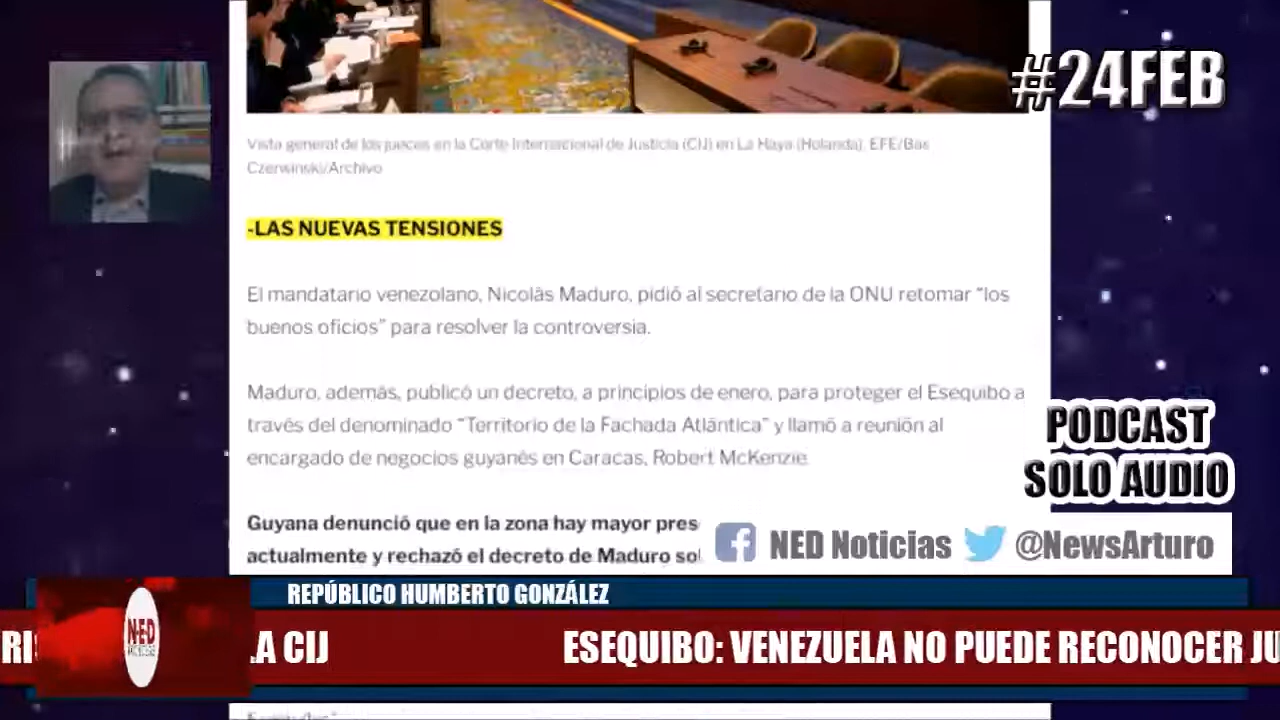 #24FEB
Vista general de los jueces en la Corte Internacional de Justicia (CIJ) en La Haya (Holanda). EFE/Bas
Czerwinski/Archivo
-LAS NUEVAS TENSIONES
El mandatario venezolano, Nicolás Maduro, pidió al secretario de la ONU retomar “los
buenos oficios” para resolver la controversia.
Maduro, además, publicó un decreto, a principios de enero, para proteger el Esequibo a
través del denominado “Territorio de la Fachada Atlántica” y llamó a reunión al
encargado de negocios guyanés en Caracas, Robert McKenzie.
PODCAST
SOLO AUDIO
Guyana denunció que en la zona hay mayor pres
actualmente y rechazó el decreto de Maduro so
NED Noticias @NewsArturo
REPÚBLICO HUMBERTO GONZÁLEZ
N-E-D
A CIJ ESEQUIBO: VENEZUELA NO PUEDE RECONOCER JU